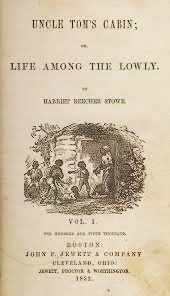 UNCLE TOM'S CABIN;
OR,
LIFE AMONG THE LOWLY.
BY
HARRIET BEECHER STOWE.
VOL. I.
ONE HUNDRED AND FIFTH THOUSAND.
BOSTON:
JOHN P. JEWETT & COMPANY
CLEVELAND, OHIO:
JEWETT, PROCTOR & WORTHINGTON.
1852.